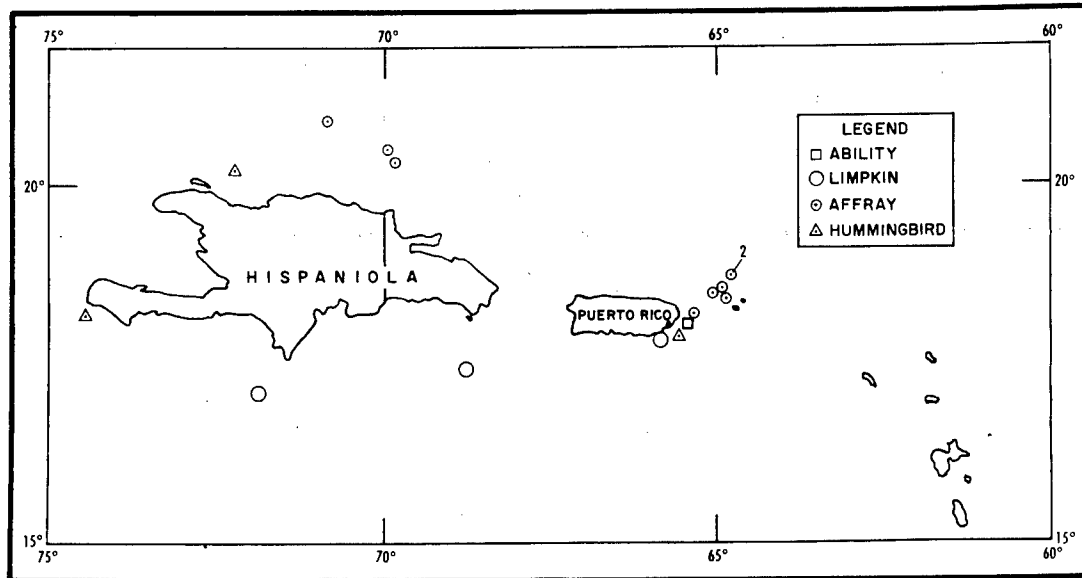 75°
70°
65°
60°
LEGEND
ABILITY
LIMPKIN
AFFRAY
HUMMINGBIRD
20°
20°
2
HISPANIOLA
PUERTO RICO
15°
15°
75°
70°
65°
60°